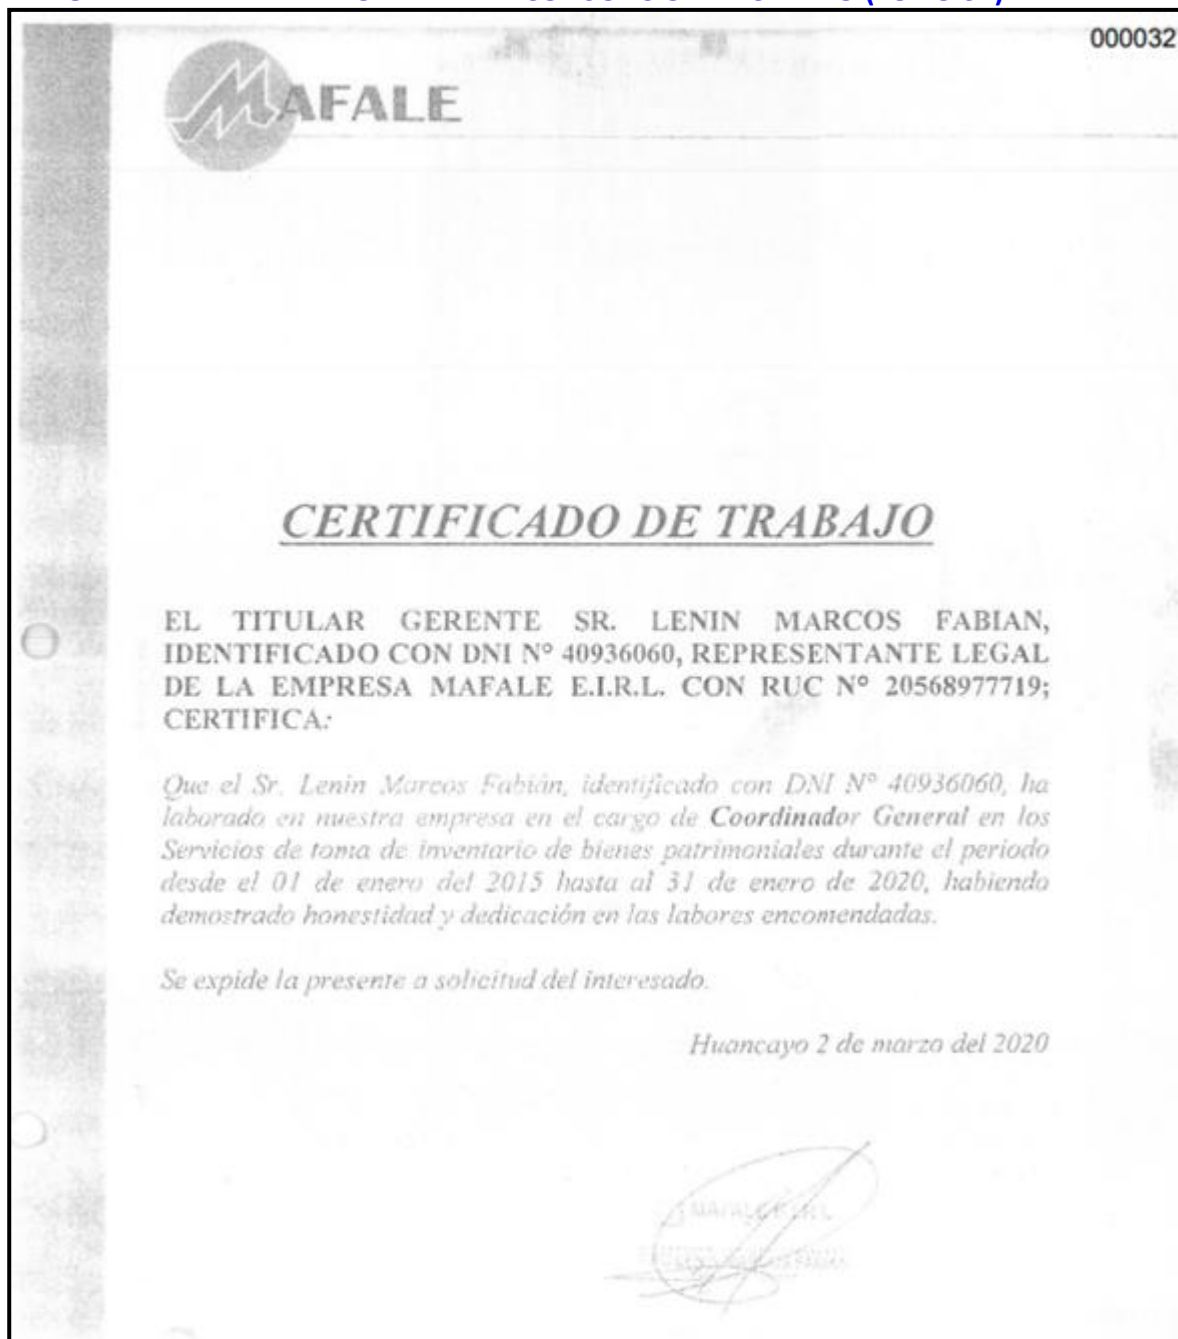 000032
MAFALE
CERTIFICADO DE TRABAJO
EL TITULAR GERENTE SR. LENIN MARCOS FABIAN,
IDENTIFICADO CON DNI Nº 40936060, REPRESENTANTE LEGAL
DE LA EMPRESA MAFALE E.I.R.L. CON RUC Nº 20568977719;
CERTIFICA:
Que el Sr. Lenin Marcos Fabián, identificado con DNI Nº 40936060, ha
laborado en nuestra empresa en el cargo de Coordinador General en los
Servicios de toma de inventario de bienes patrimoniales durante el periodo
desde el 01 de enero del 2015 hasta al 31 de enero de 2020, habiendo
demostrado honestidad y dedicación en las labores encomendadas.
Se expide la presente a solicitud del interesado.
Huancayo 2 de marzo del 2020
MAFALE E.I.R.L.